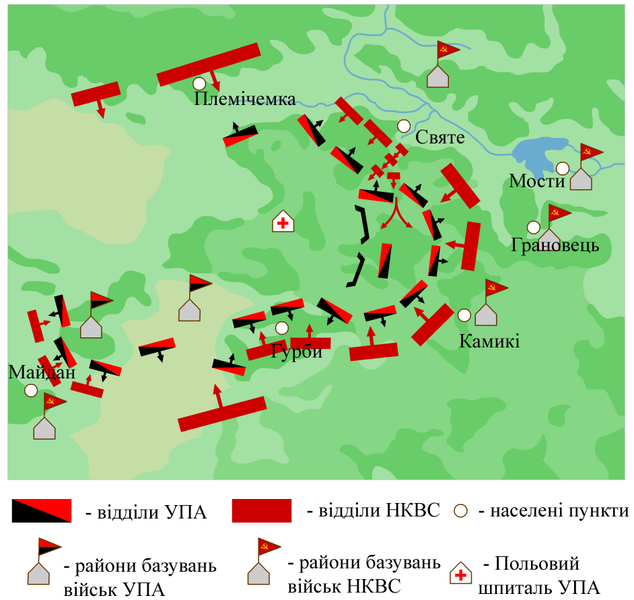 Племічемка
Святе
Мости
Грановець
Камикі
Гурби
Майдан
- відділи УПА
- відділи НКВС
- населені пункти
- райони базувань
військ УПА
- райони базувань
військ НКВС
- Польовий
шпиталь УПА